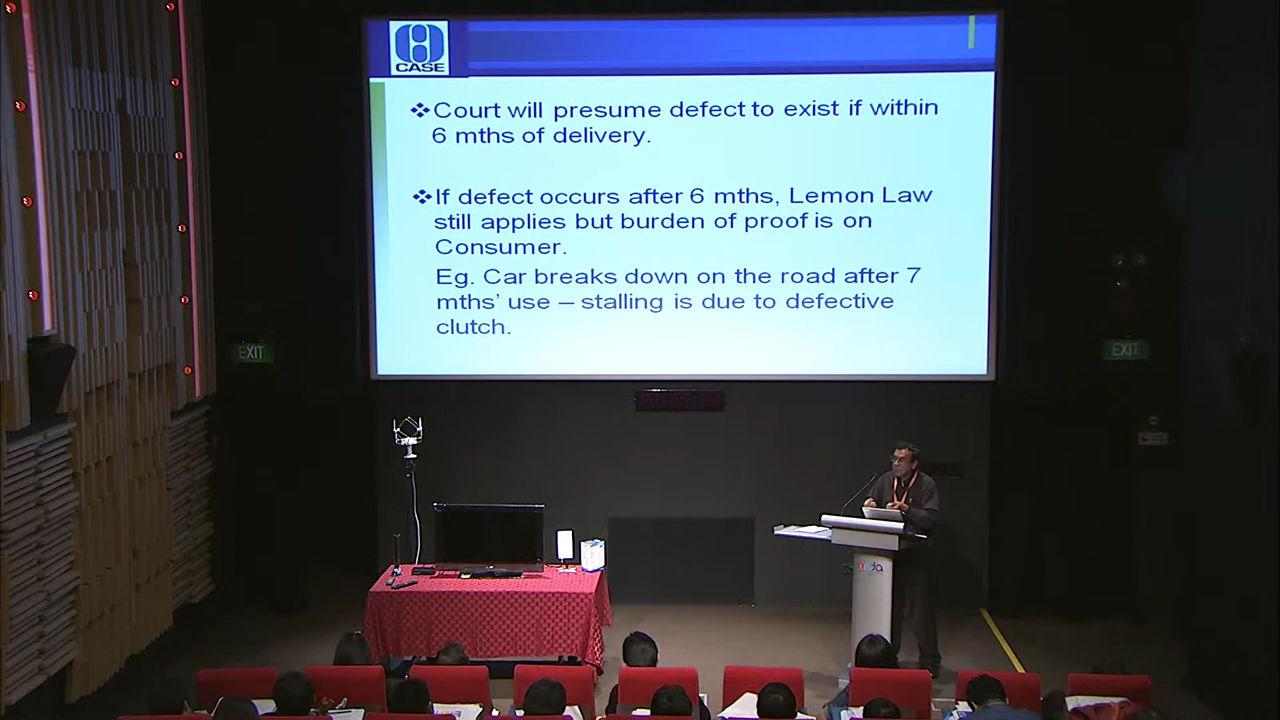 CASE
Court will presume defect to exist if within
6 mths of delivery.
If defect occurs after 6 mths, Lemon Law
still applies but burden of proof is on
Consumer.
Eg. Car breaks down on the road after 7
mths' use – stalling is due to defective
clutch.
EXIT
EXIT
mda